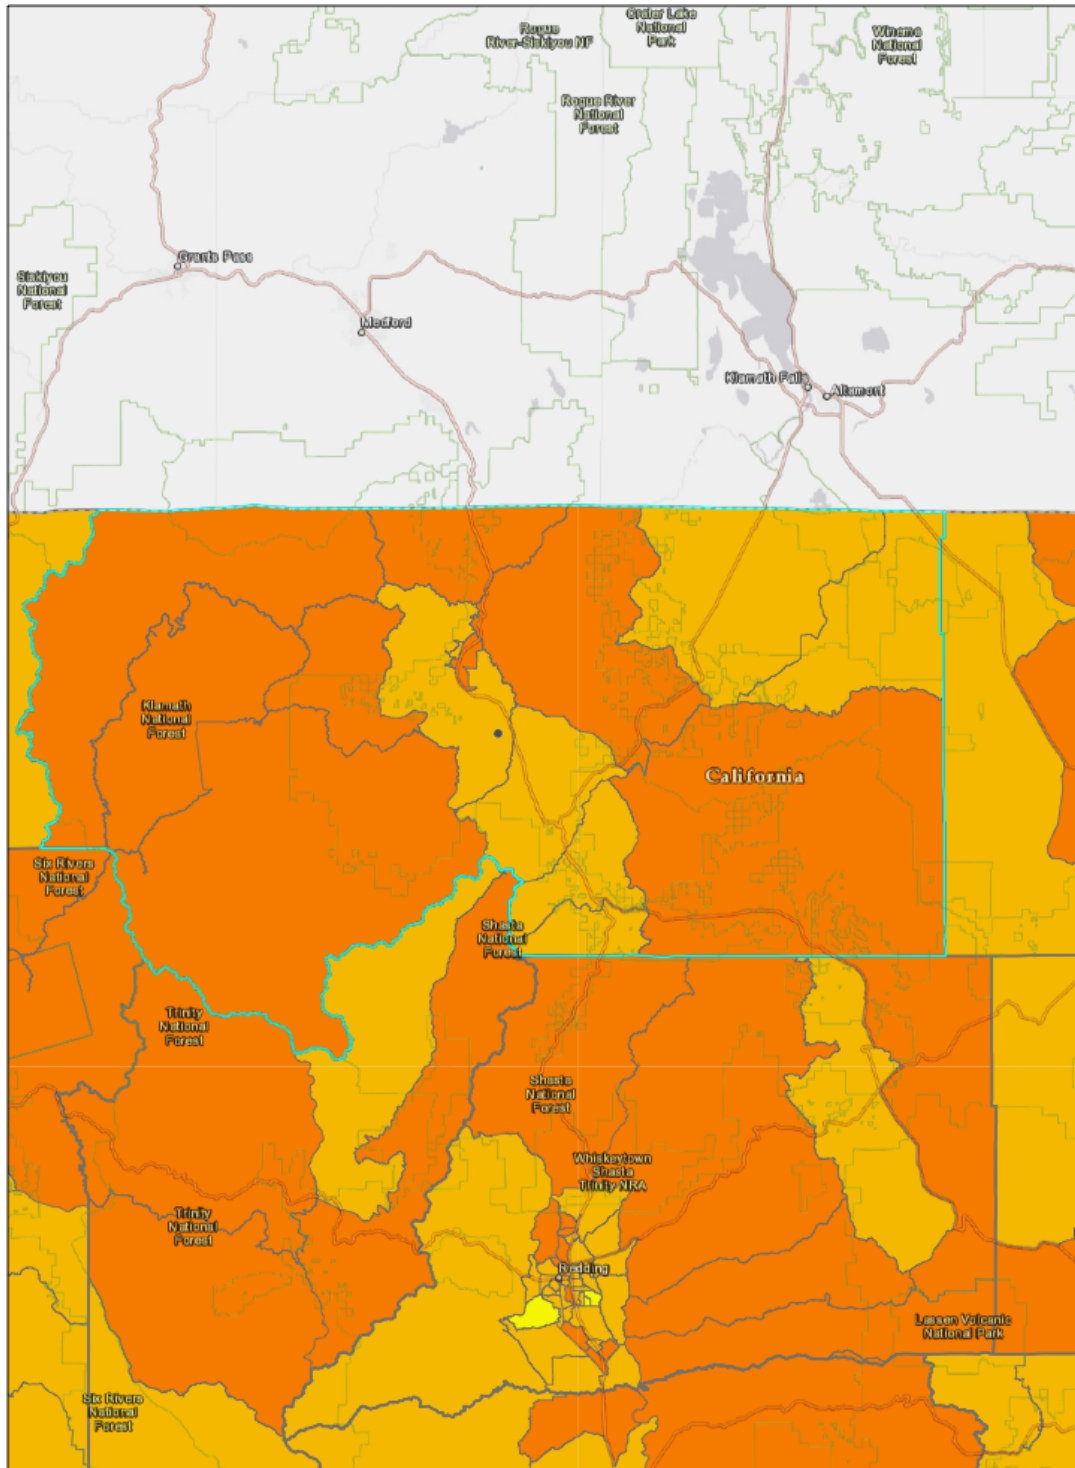 Rogue
River-Siskiyou NF
Crater Lake
National
Park
Winema
National
Forest
Rogue River
National
Forest
Grants Pass
Siskiyou
National
Forest
Medford
Klamath Falls
Altamont
Klamath
National
Forest
California
Six Rivers
National
Forest
Shasta
National
Forest
Trinity
National
Forest
Shasta
National
Forest
Whiskeytown
Shasta
Trinity NRA
Trinity
National
Forest
Redding
Lassen Volcanic
National Park
Six Rivers
National
Forest